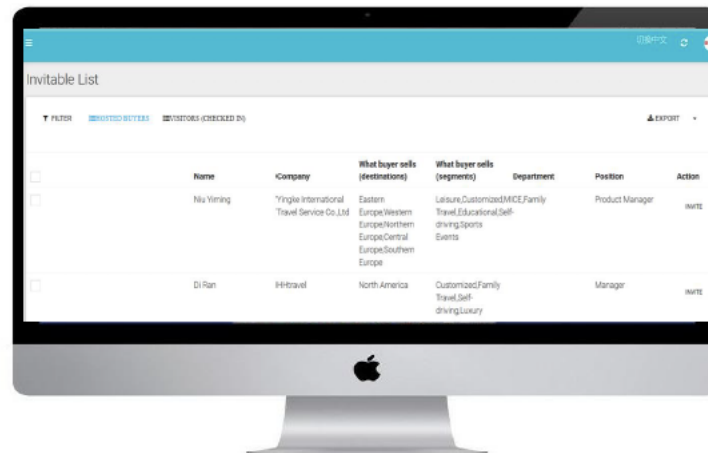 切换中文
Invitable List
FILTER HOSTED BUYERS VISITORS (CHECKED IN) EXPORT
Name Company What buyer sells (destinations) What buyer sells (segments) Department Position Action
Niu Yiming Yingke International Leisure,Customized,MICE,Family Product Manager INVITE
Travel Service Co.,Ltd Eastern Europe,Western Europe,Northern Europe,Central Europe,Southern Europe Travel,Educational,Self-driving,Sports Events
Di Ran HHtravel North America Customized,Family Travel,Self-driving,Luxury Manager INVITE